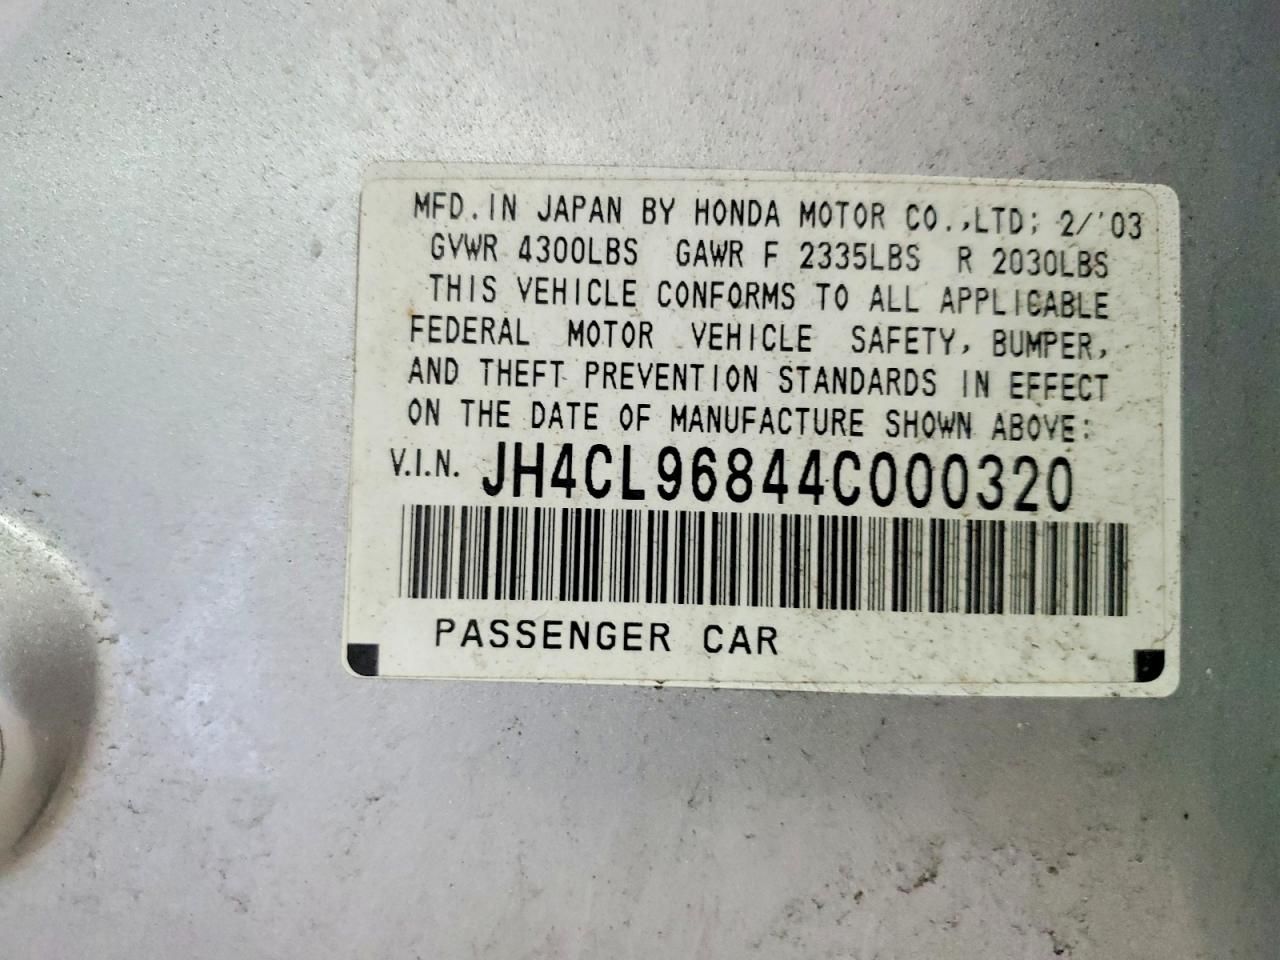 MFD. IN JAPAN BY HONDA MOTOR CO.,LTD; 2/'03
GVWR 4300LBS GAWR F 2335LBS R 2030LBS
THIS VEHICLE CONFORMS TO ALL APPLICABLE
FEDERAL MOTOR VEHICLE SAFETY, BUMPER,
AND THEFT PREVENTION STANDARDS IN EFFECT
ON THE DATE OF MANUFACTURE SHOWN ABOVE:
V.I.N. JH4CL96844C000320
PASSENGER CAR